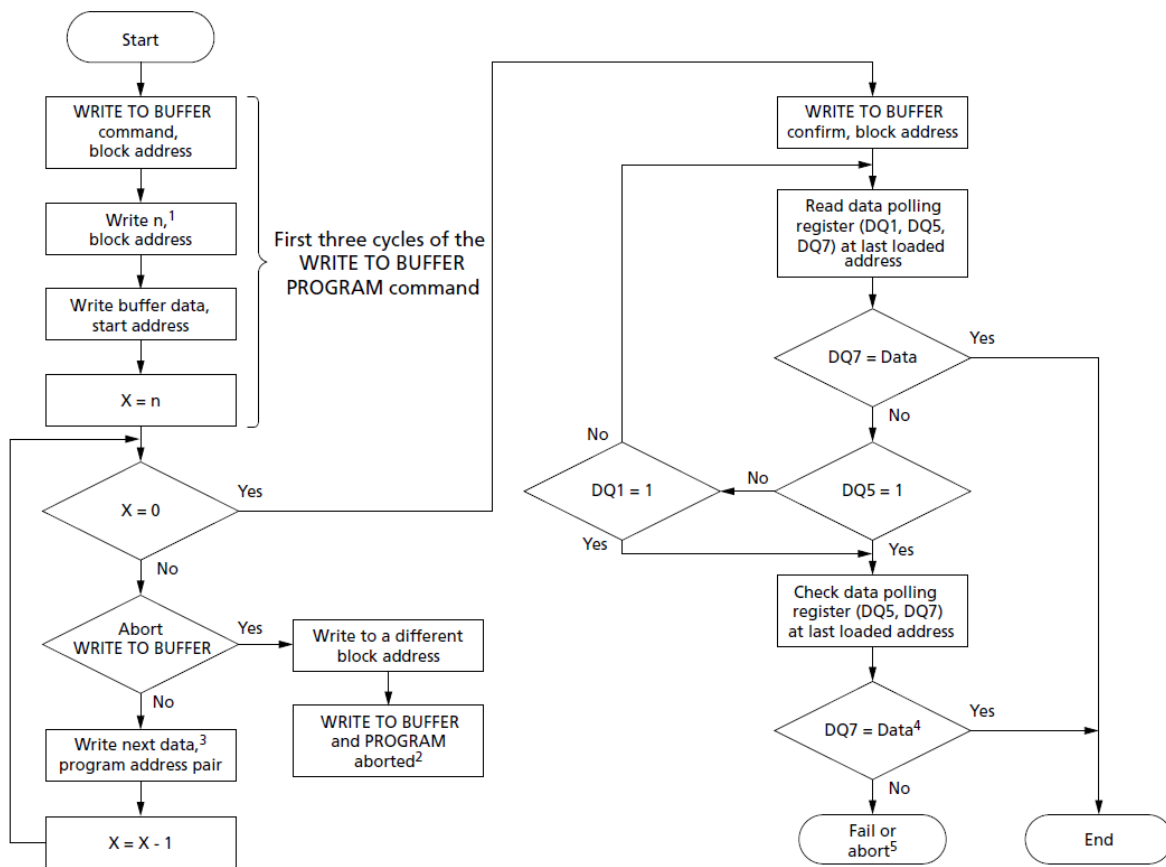 Start
WRITE TO BUFFER
command,
block address
Write n,1
block address
Write buffer data,
start address
X = n
First three cycles of the
WRITE TO BUFFER
PROGRAM command
X = 0
Yes
No
Abort
WRITE TO BUFFER
Yes
No
Write to a different
block address
WRITE TO BUFFER
and PROGRAM
aborted2
Write next data,3
program address pair
X = X - 1
WRITE TO BUFFER
confirm, block address
Read data polling
register (DQ1, DQ5,
DQ7) at last loaded
address
DQ7 = Data
Yes
No
DQ5 = 1
No
Yes
DQ1 = 1
No
Yes
Check data polling
register (DQ5, DQ7)
at last loaded address
DQ7 = Data4
Yes
No
Fail or
abort5
End